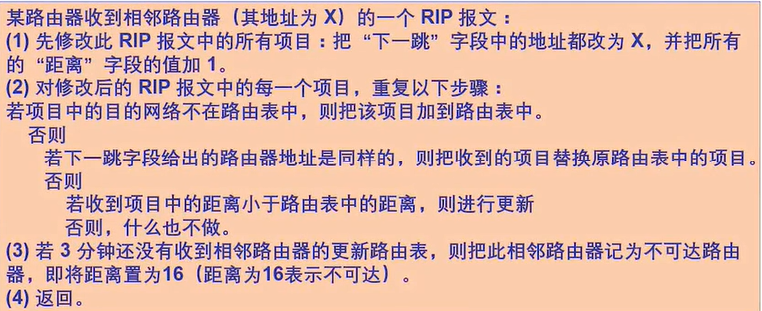 某路由器收到相邻路由器（其地址为 X）的一个 RIP 报文：
(1) 先修改此 RIP 报文中的所有项目：把“下一跳”字段中的地址都改为 X，并把所有
的“距离”字段的值加 1。
(2) 对修改后的 RIP 报文中的每一个项目，重复以下步骤：
若项目中的目的网络不在路由表中，则把该项目加到路由表中。
否则
若下一跳字段给出的路由器地址是同样的，则把收到的项目替换原路由表中的项目。
否则
若收到项目中的距离小于路由表中的距离，则进行更新
否则，什么也不做。
(3) 若 3 分钟还没有收到相邻路由器的更新路由表，则把此相邻路由器记为不可达路由
器，即将距离置为16（距离为16表示不可达）。
(4) 返回。